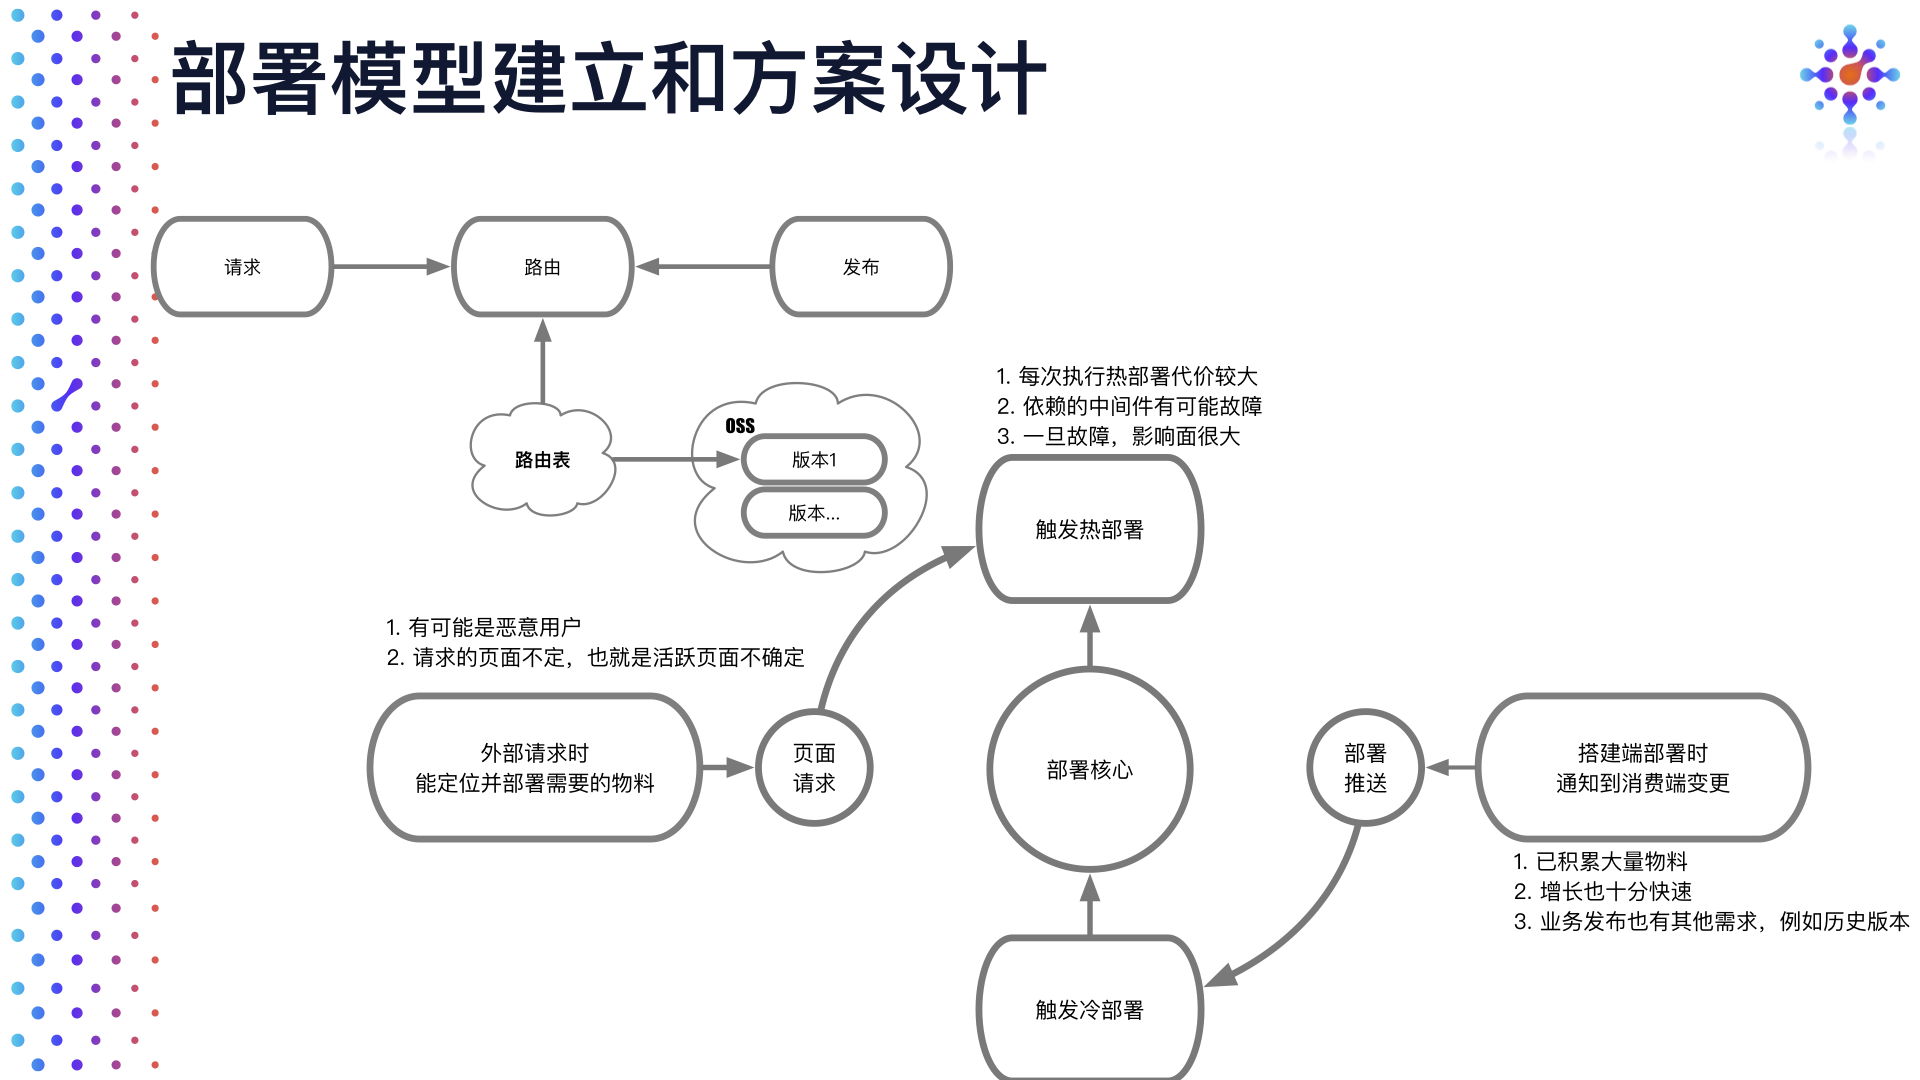 部署模型建立和方案设计
请求
路由
发布
路由表
OSS
版本1
版本...
1. 每次执行热部署代价较大
2. 依赖的中间件有可能故障
3. 一旦故障，影响面很大
触发热部署
1. 有可能是恶意用户
2. 请求的页面不定，也就是活跃页面不确定
外部请求时
能定位并部署需要的物料
页面
请求
部署核心
部署
推送
搭建端部署时
通知到消费端变更
1. 已积累大量物料
2. 增长也十分快速
3. 业务发布也有其他需求，例如历史版本
触发冷部署